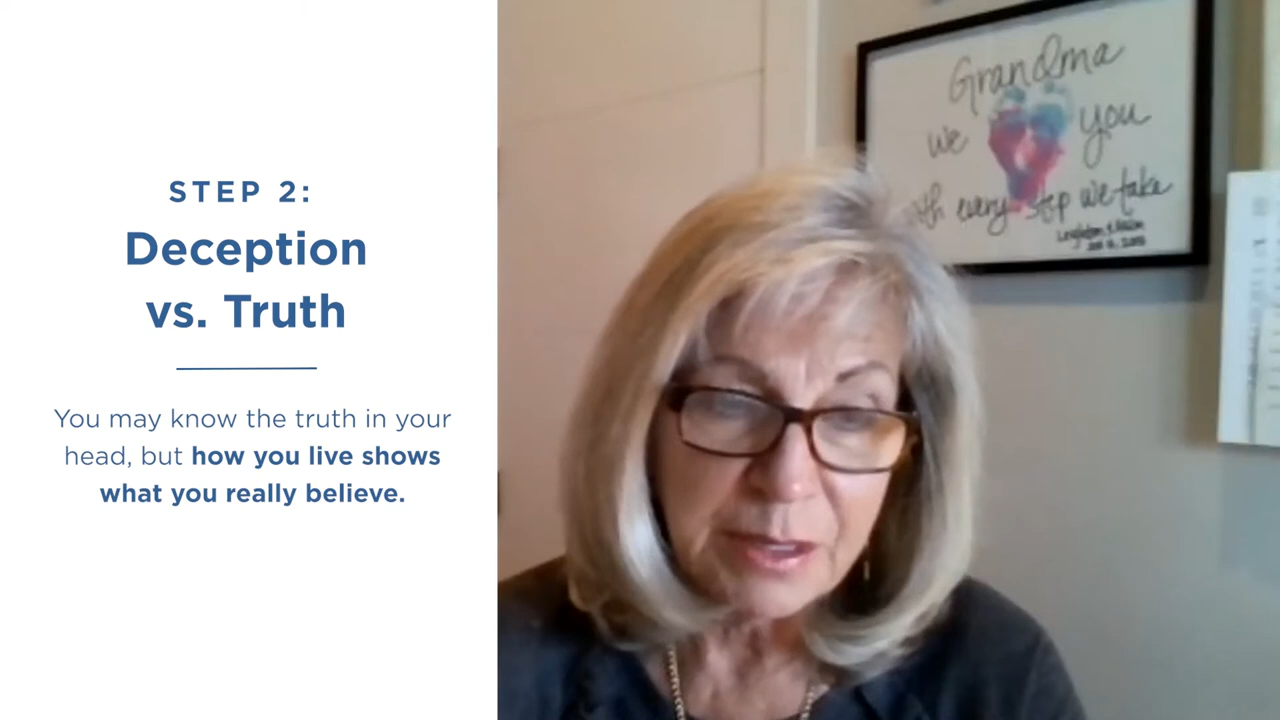 STEP 2:
Deception
vs. Truth
You may know the truth in your
head, but how you live shows
what you really believe.
Grandma
we you
every step we take